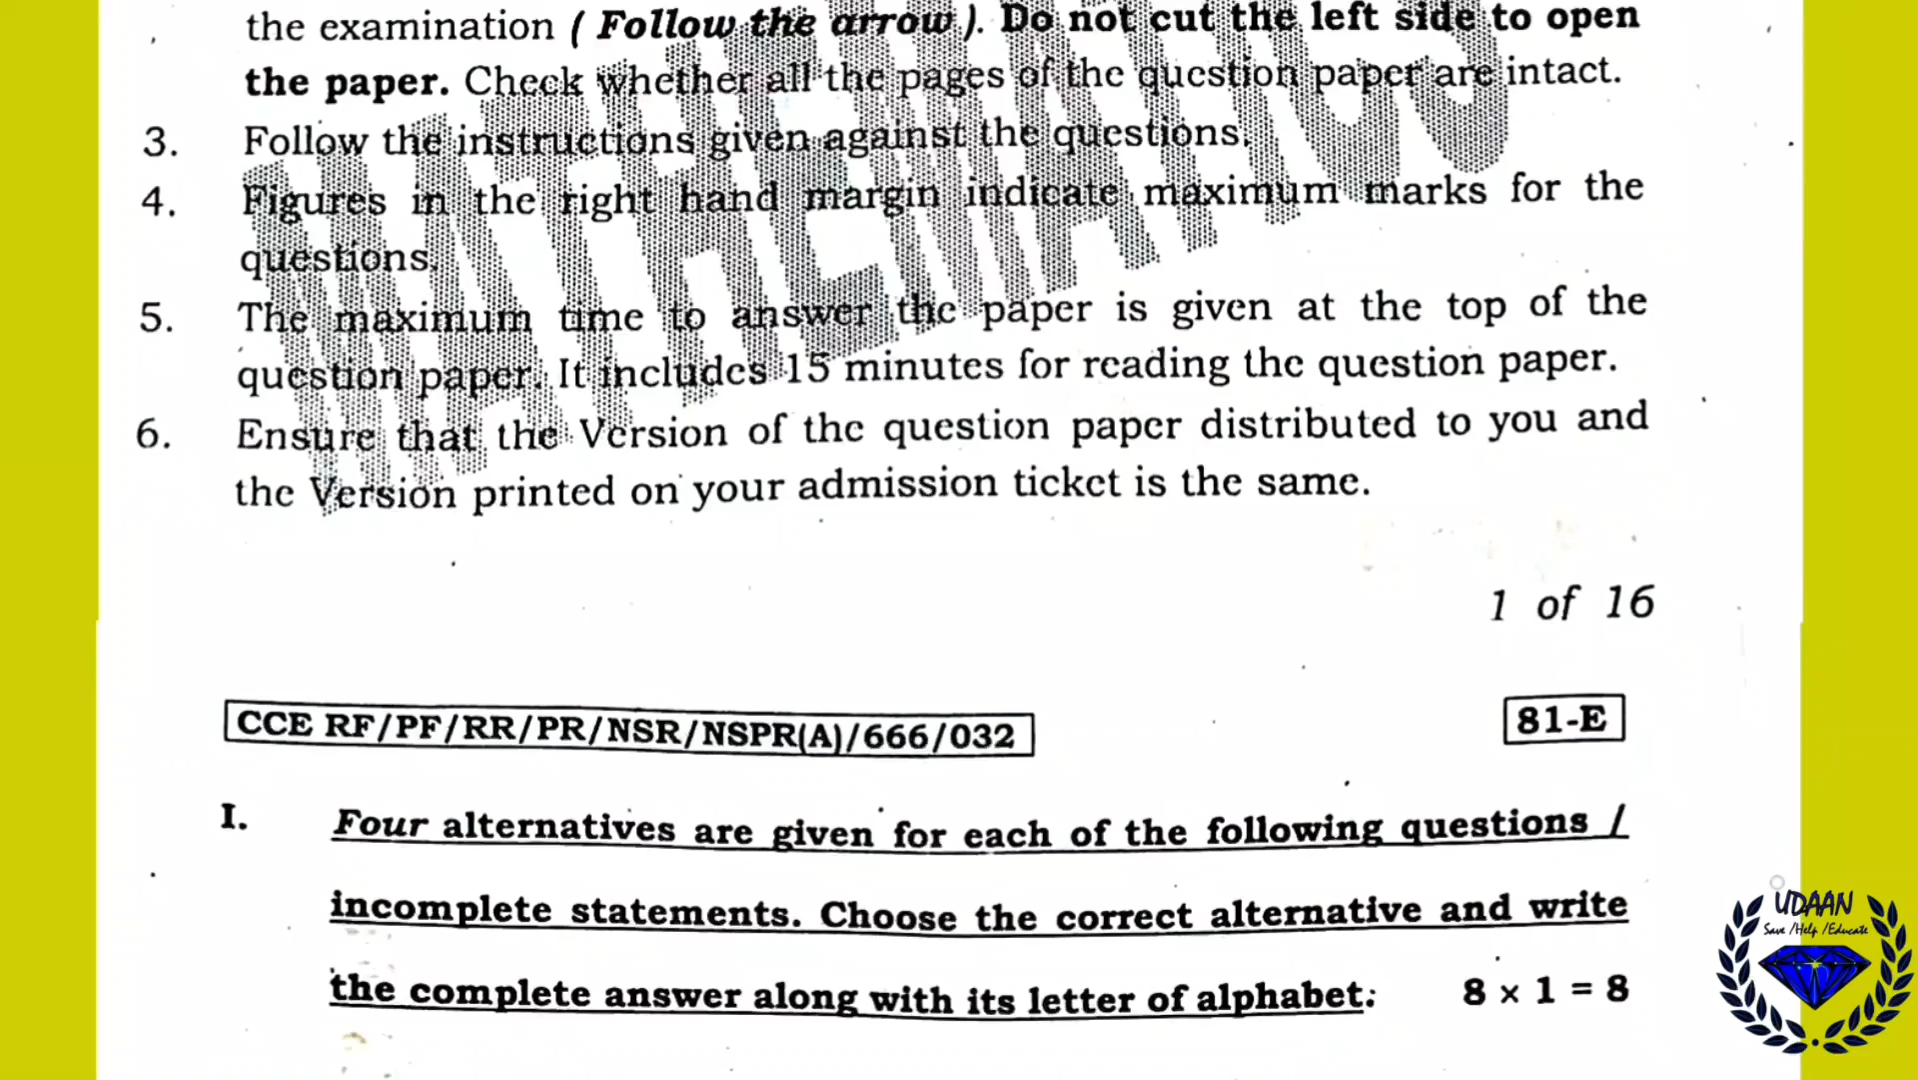 the examination ( Follow the arrow ). Do not cut the left side to open
the paper. Check whether all the pages of the question paper are intact.
3. Follow the instructions given against the questions.
4. Figures in the right hand margin indicate maximum marks for the
questions.
5. The maximum time to answer the paper is given at the top of the
question paper. It includes 15 minutes for reading the question paper.
6. Ensure that the Version of the question paper distributed to you and
the Version printed on your admission ticket is the same.
MATHEMATICS
1 of 16
CCE RF/PF/RR/PR/NSR/NSPR(A)/666/032 81-E
I. Four alternatives are given for each of the following questions /
incomplete statements. Choose the correct alternative and write
the complete answer along with its letter of alphabet: 8 × 1 = 8
UDAAN
Save /Help /Educate